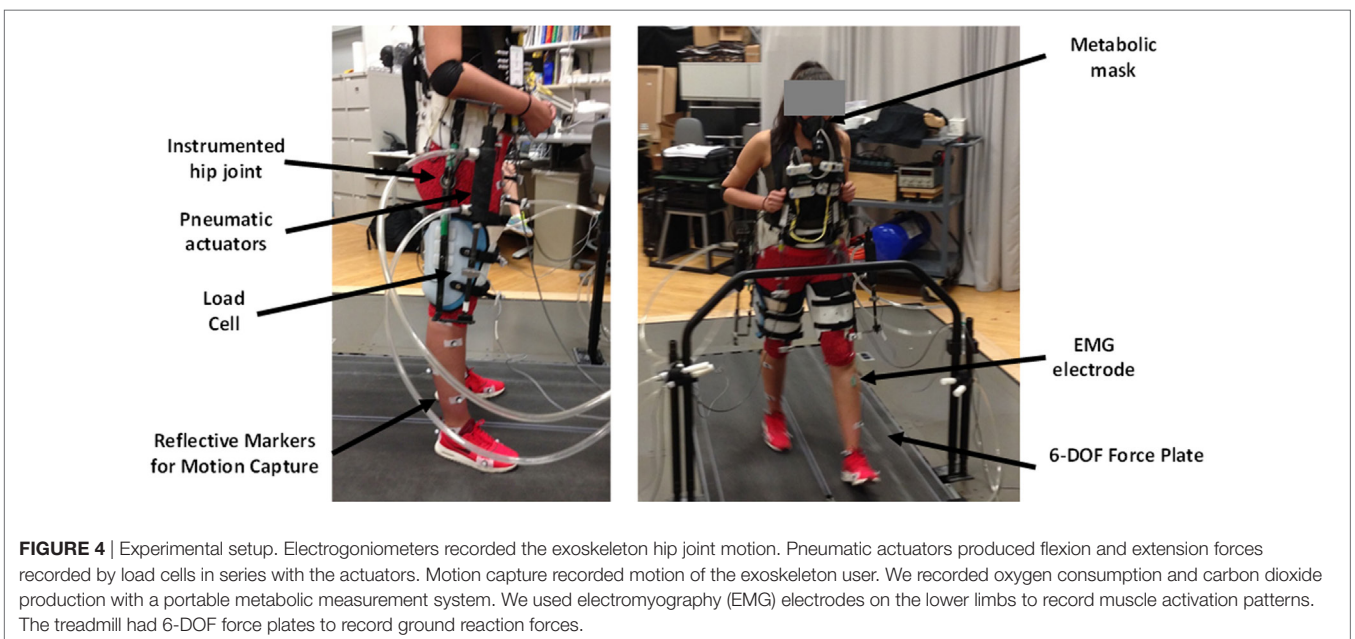 Metabolic
mask
Instrumented
hip joint
Pneumatic
actuators
Load
Cell
EMG
electrode
Reflective Markers
for Motion Capture
6-DOF Force Plate
FIGURE 4 | Experimental setup. Electrogoniometers recorded the exoskeleton hip joint motion. Pneumatic actuators produced flexion and extension forces
recorded by load cells in series with the actuators. Motion capture recorded motion of the exoskeleton user. We recorded oxygen consumption and carbon dioxide
production with a portable metabolic measurement system. We used electromyography (EMG) electrodes on the lower limbs to record muscle activation patterns.
The treadmill had 6-DOF force plates to record ground reaction forces.